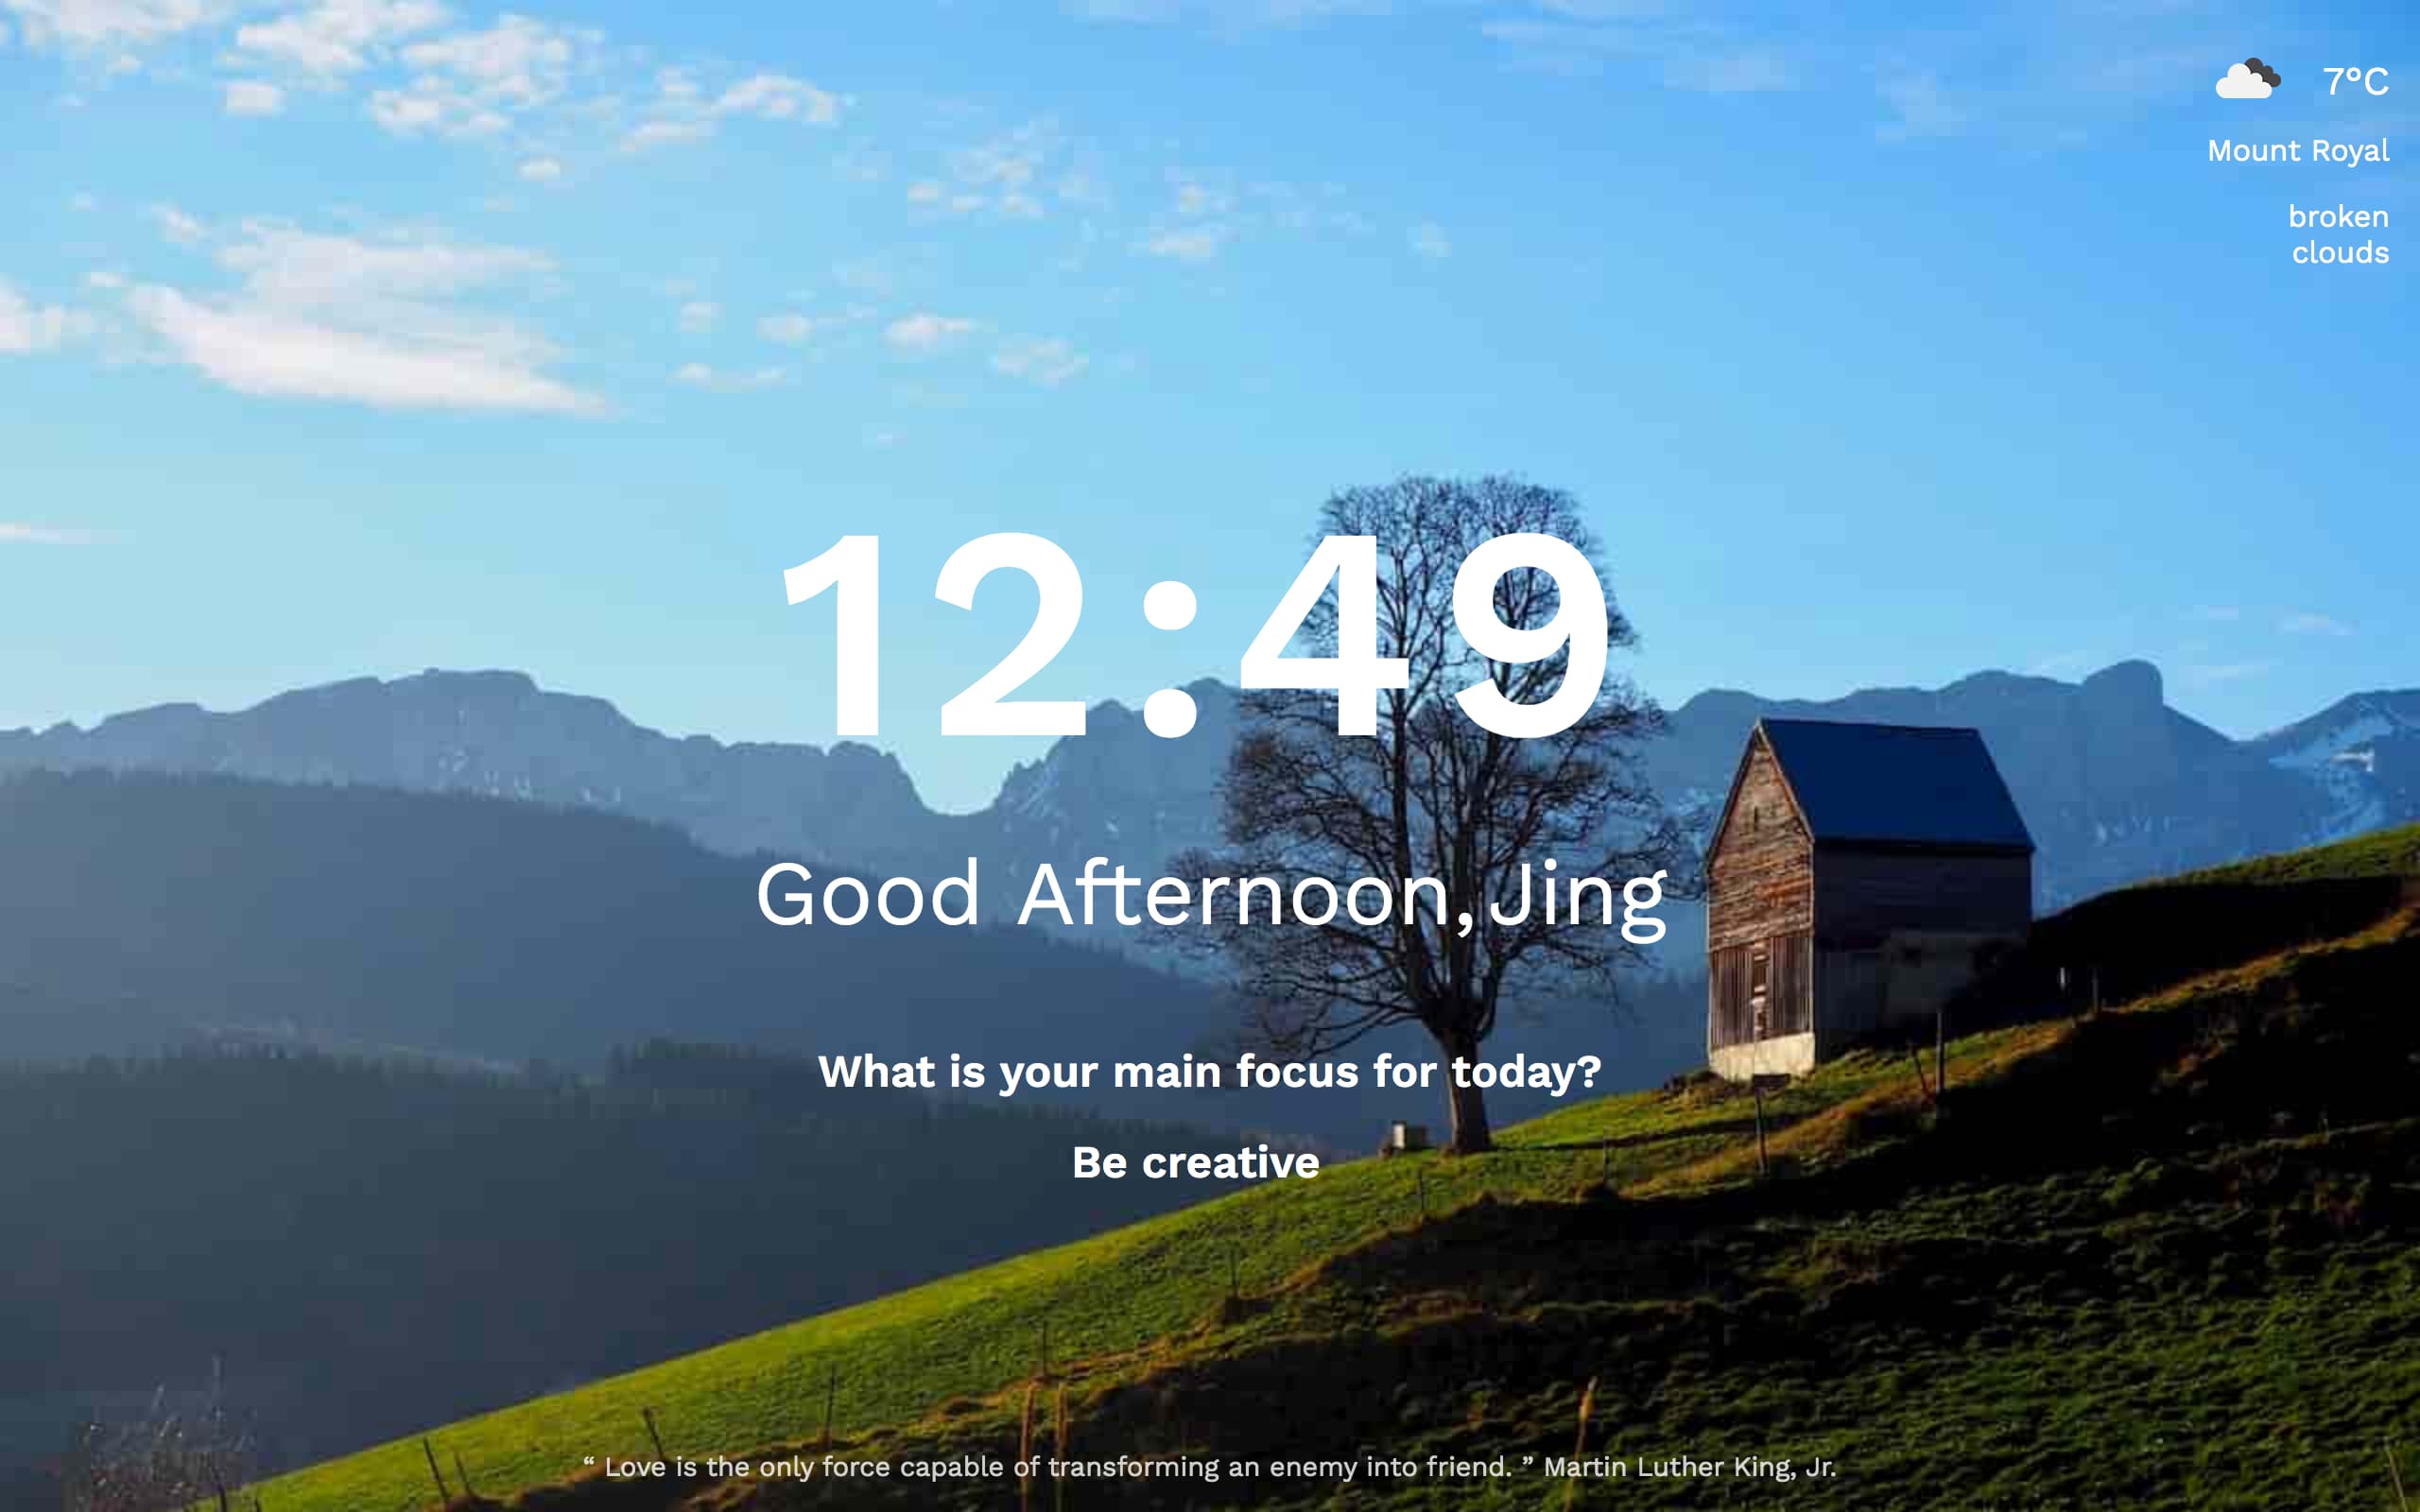 7°C
Mount Royal
broken
clouds
12:49
Good Afternoon,Jing
What is your main focus for today?
Be creative
“ Love is the only force capable of transforming an enemy into friend. ” Martin Luther King, Jr.